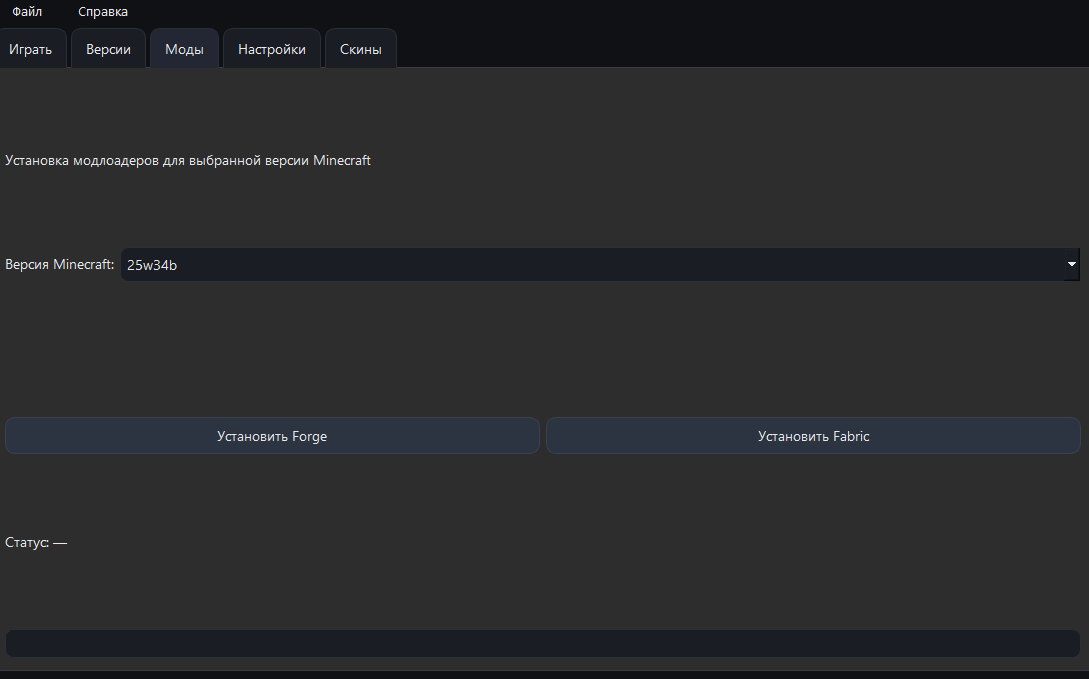 Файл Справка
Играть Версии Моды Настройки Скины
Установка модлоадеров для выбранной версии Minecraft
Версия Minecraft: 25w34b
Установить Forge Установить Fabric
Статус: —